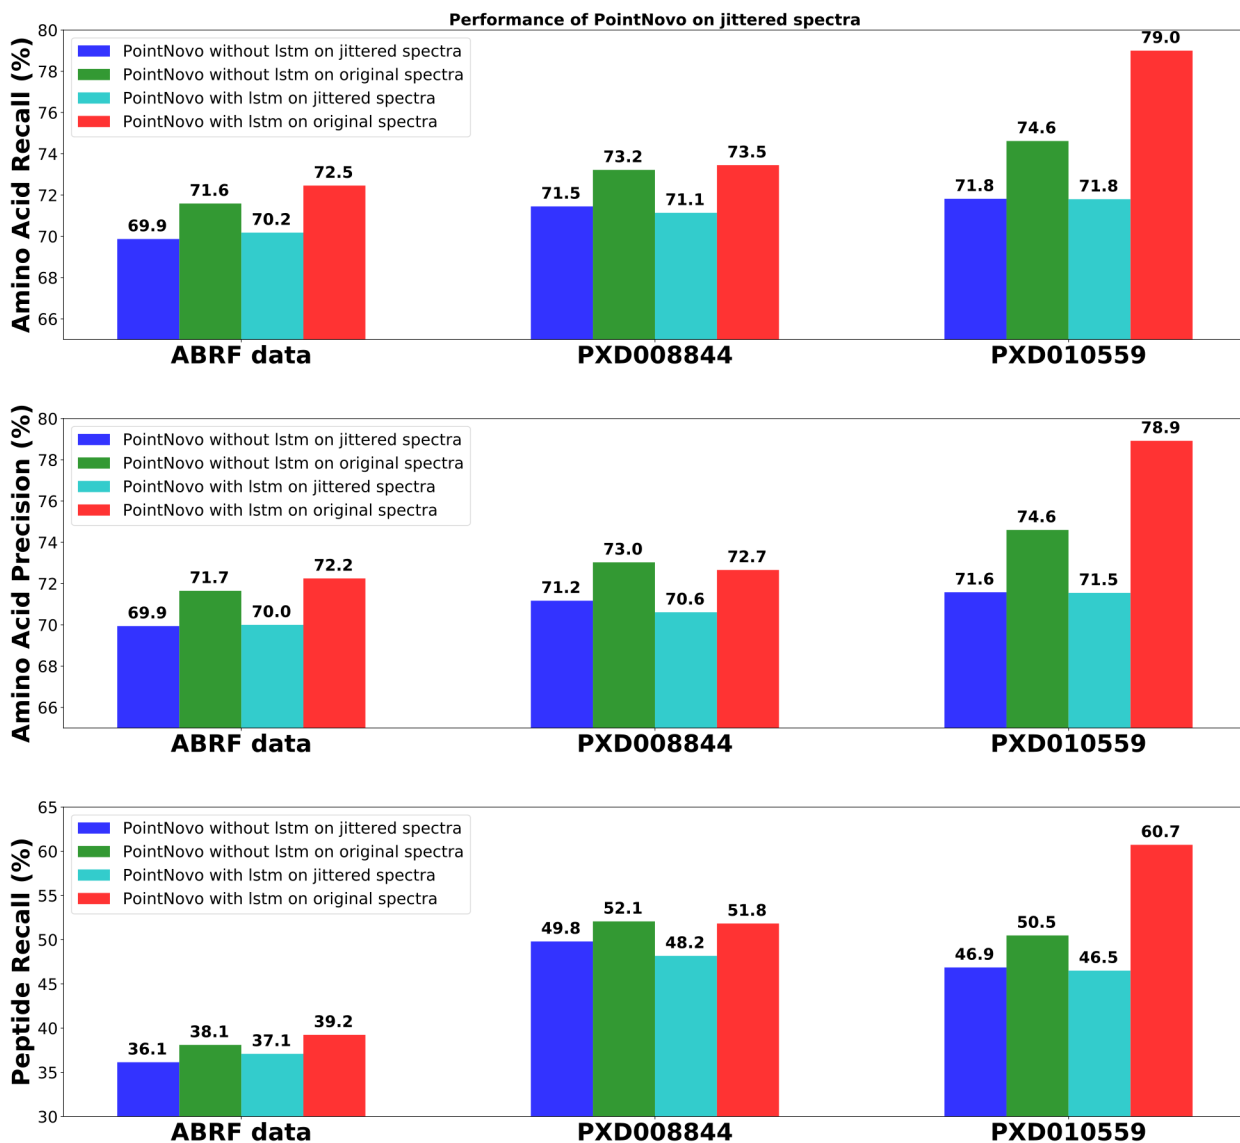 Performance of PointNovo on jittered spectra
Amino Acid Recall (%)
80
78
76
74
72
70
68
66
PointNovo without lstm on jittered spectra
PointNovo without lstm on original spectra
PointNovo with lstm on jittered spectra
PointNovo with lstm on original spectra
69.9 71.6 70.2 72.5
71.5 73.2 71.1 73.5
71.8 74.6 71.8 79.0
ABRF data PXD008844 PXD010559
Amino Acid Precision (%)
80
78
76
74
72
70
68
66
PointNovo without lstm on jittered spectra
PointNovo without lstm on original spectra
PointNovo with lstm on jittered spectra
PointNovo with lstm on original spectra
69.9 71.7 70.0 72.2
71.2 73.0 70.6 72.7
71.6 74.6 71.5 78.9
ABRF data PXD008844 PXD010559
Peptide Recall (%)
65
60
55
50
45
40
35
30
PointNovo without lstm on jittered spectra
PointNovo without lstm on original spectra
PointNovo with lstm on jittered spectra
PointNovo with lstm on original spectra
36.1 38.1 37.1 39.2
49.8 52.1 48.2 51.8
46.9 50.5 46.5 60.7
ABRF data PXD008844 PXD010559